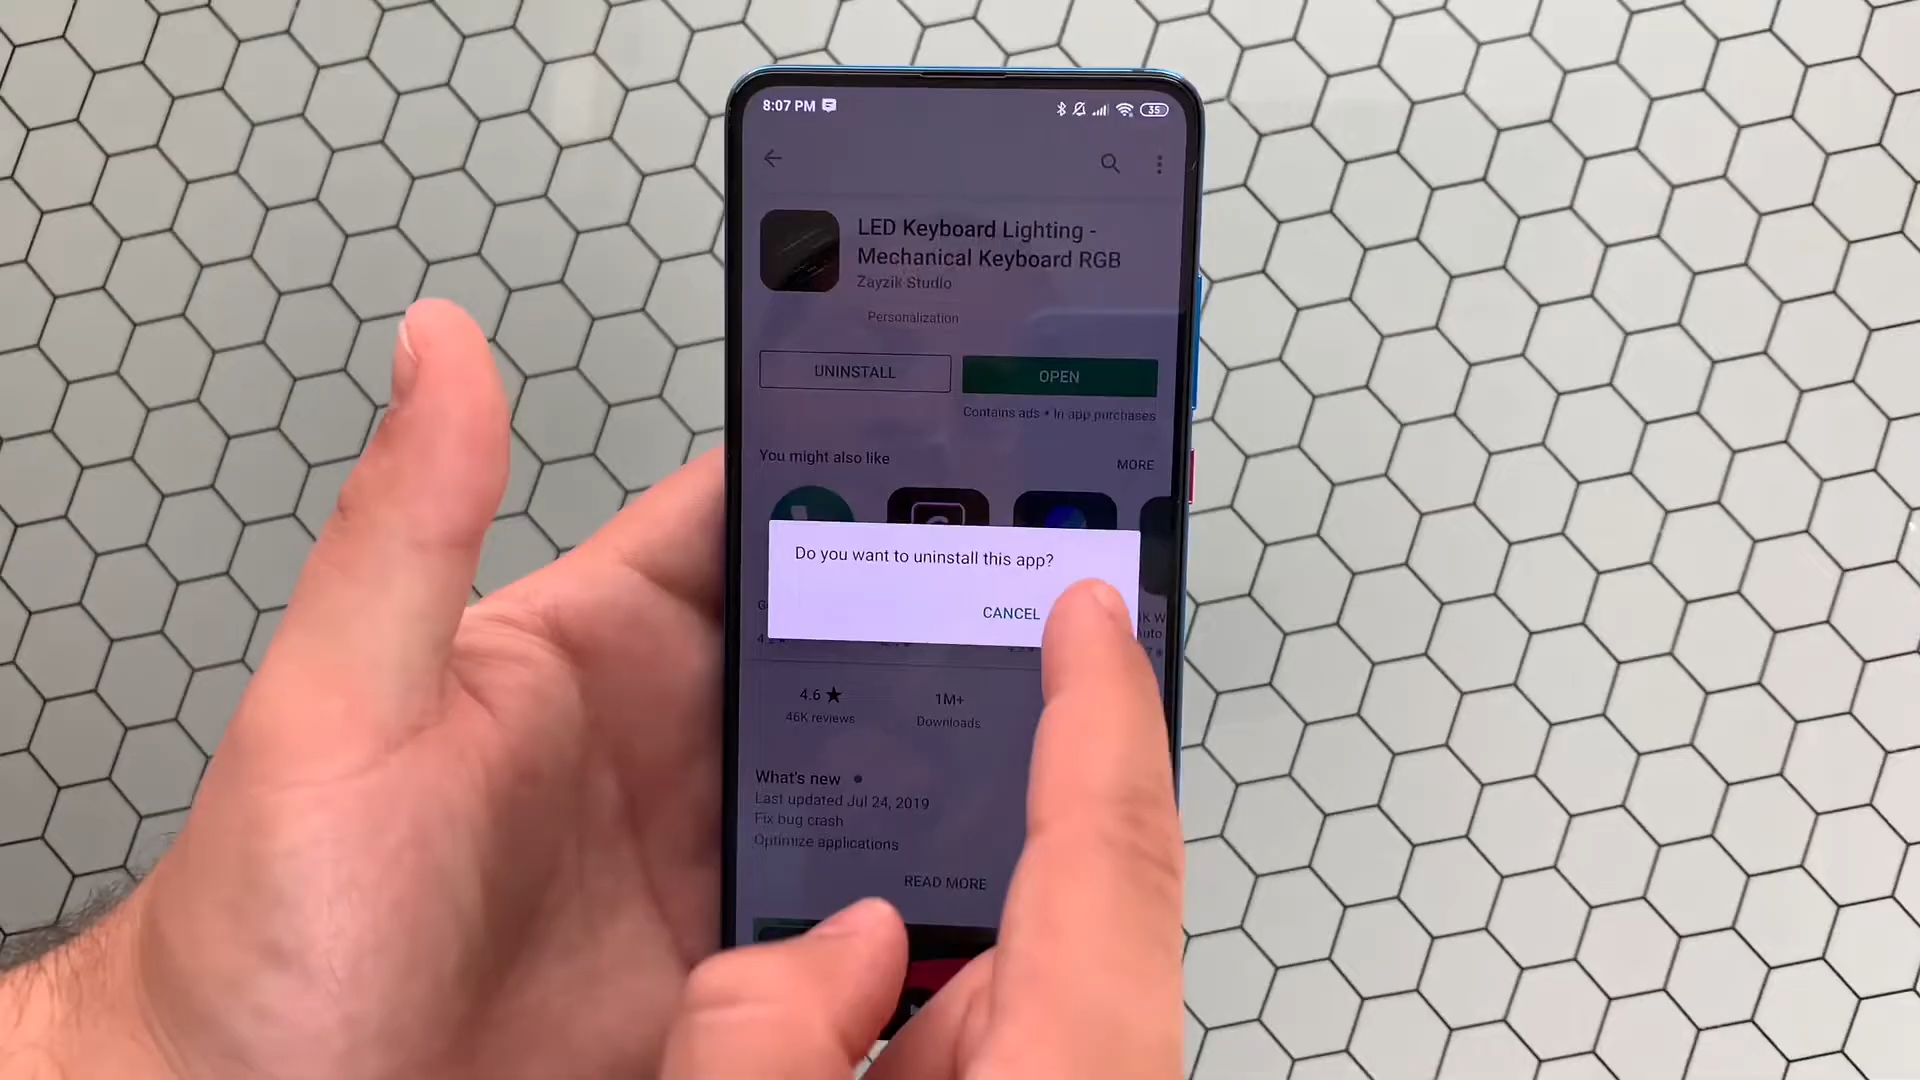 8:07 PM
35
LED Keyboard Lighting -
Mechanical Keyboard RGB
Zayzik Studio
Personalization
UNINSTALL
OPEN
Contains ads • In app purchases
You might also like
MORE
Do you want to uninstall this app?
CANCEL
4.6 ★
1M+
46K reviews
Downloads
What's new
Last updated Jul 24, 2019
Fix bug crash
Optimize applications
READ MORE